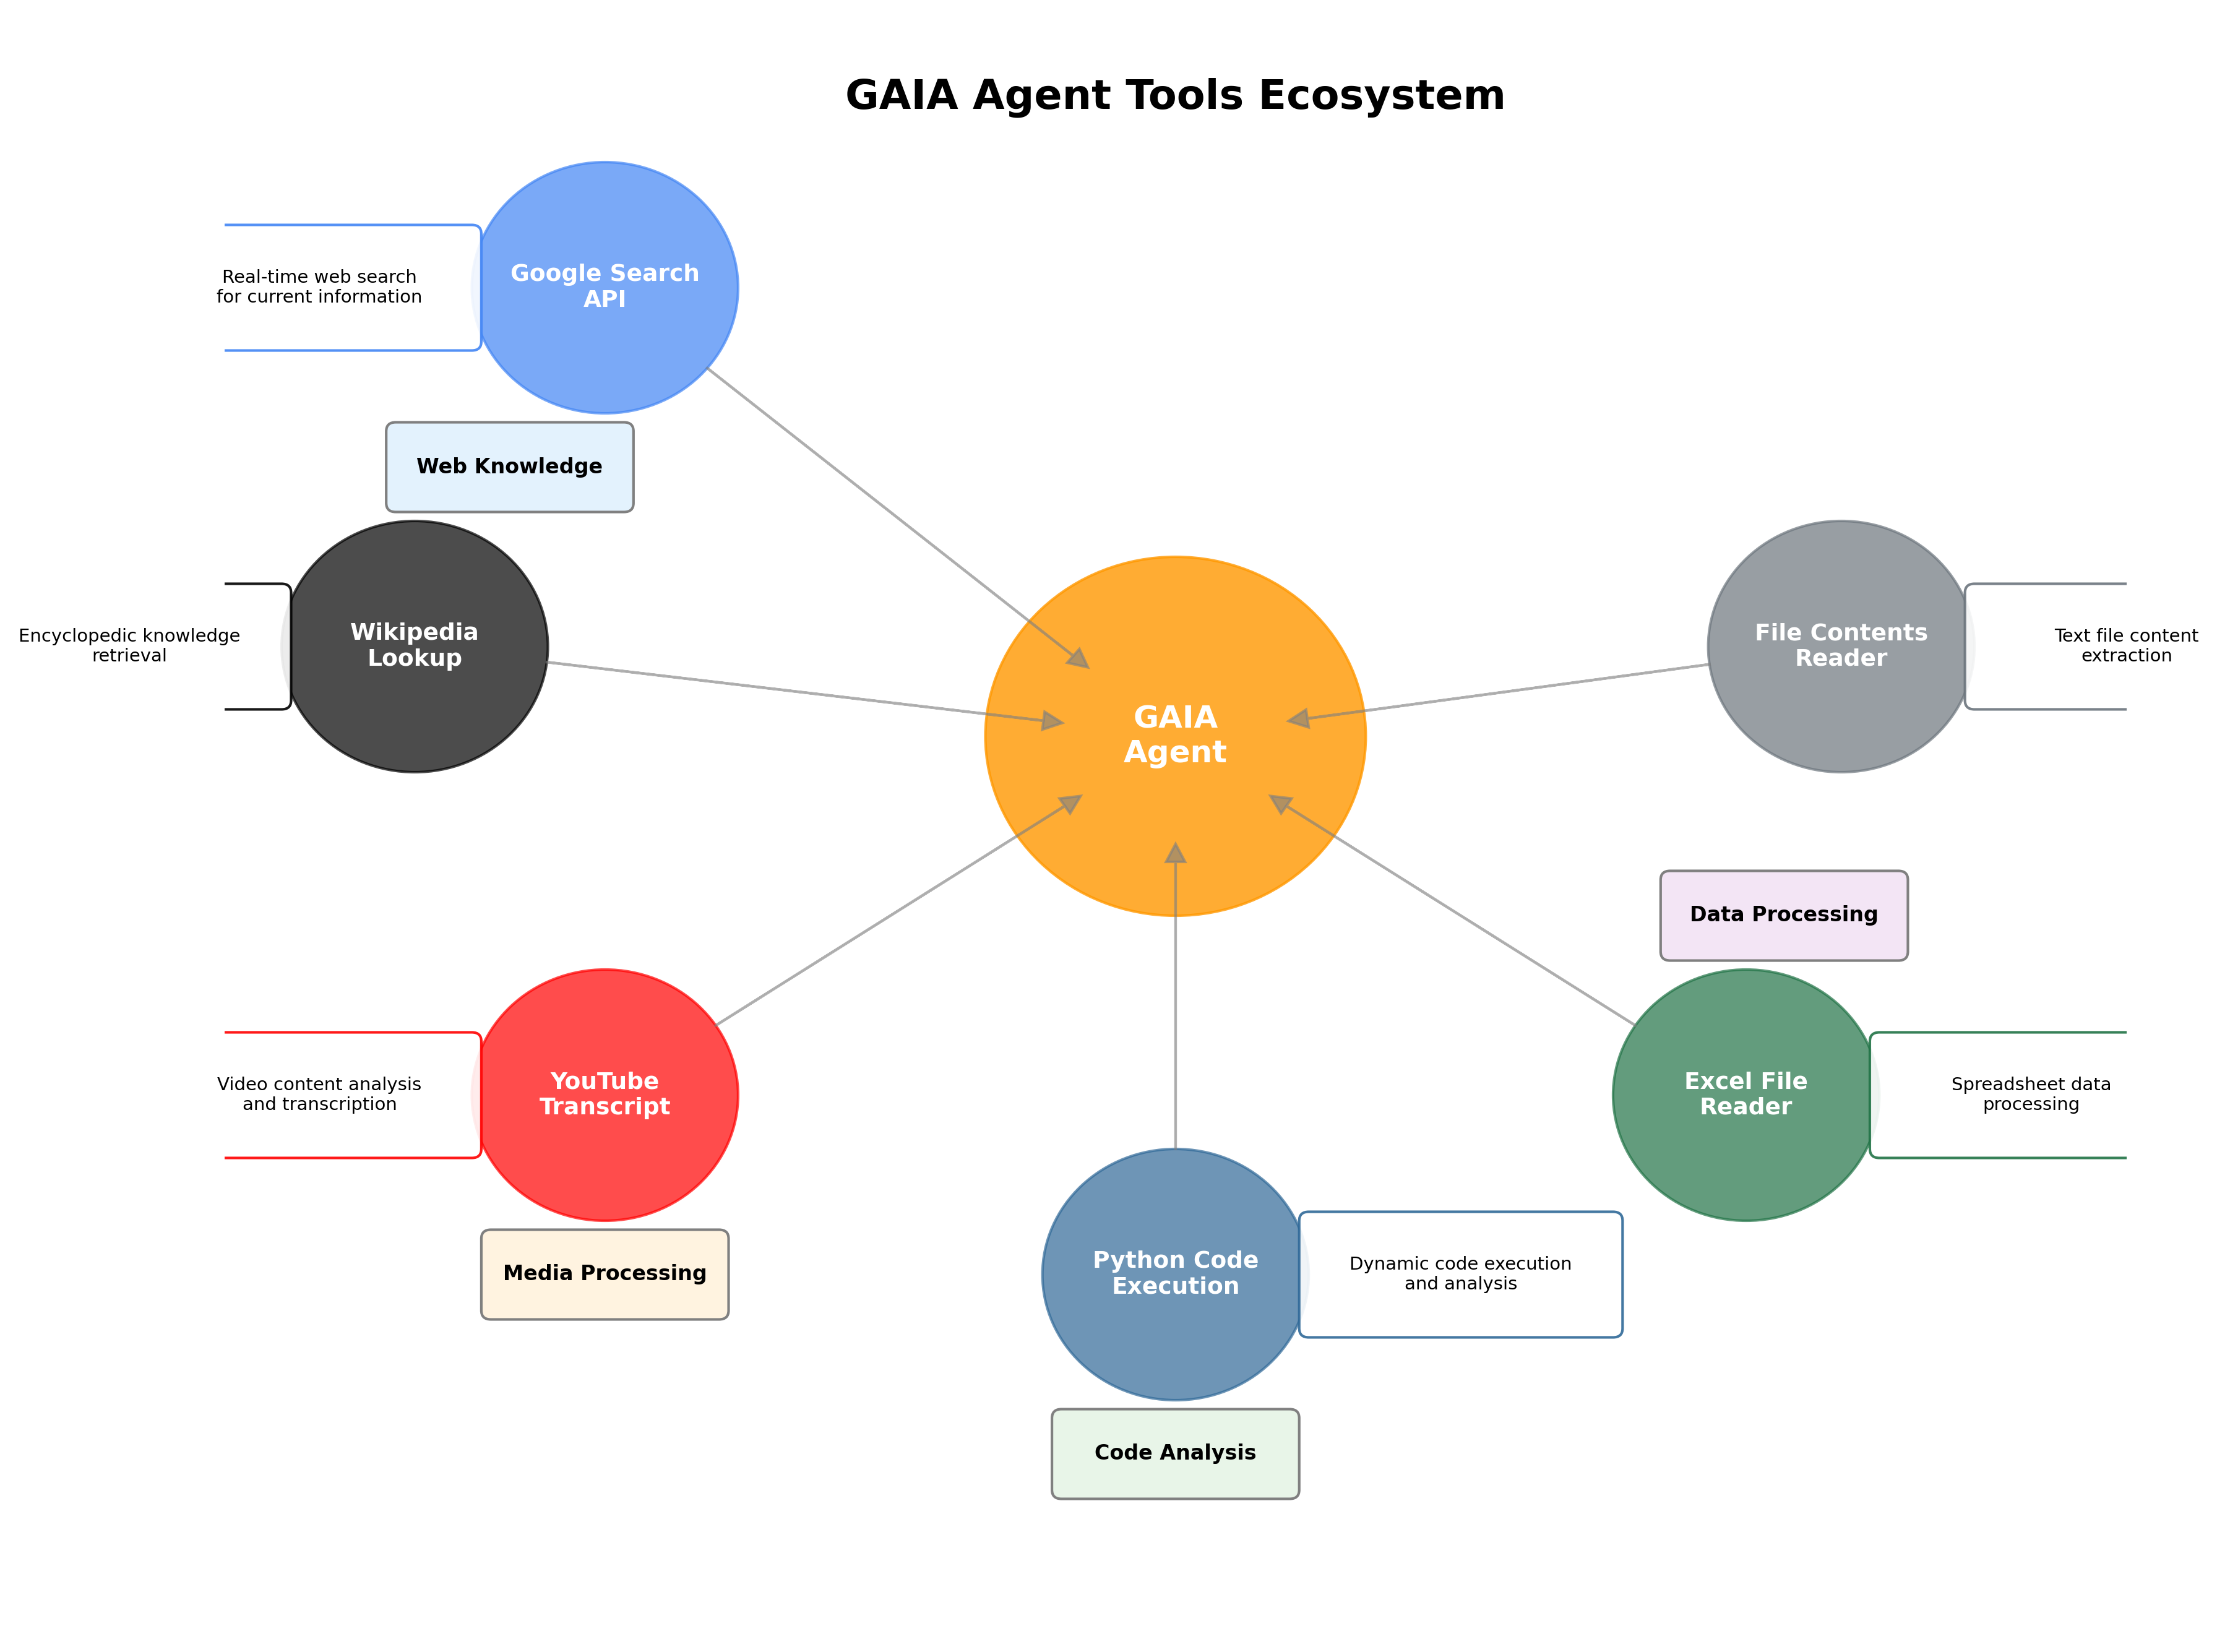 GAIA Agent Tools Ecosystem
Real-time web search
for current information
Google Search
API
Web Knowledge
Encyclopedic knowledge
retrieval
Wikipedia
Lookup
GAIA
Agent
File Contents
Reader
Text file content
extraction
Data Processing
Video content analysis
and transcription
YouTube
Transcript
Excel File
Reader
Spreadsheet data
processing
Media Processing
Python Code
Execution
Dynamic code execution
and analysis
Code Analysis